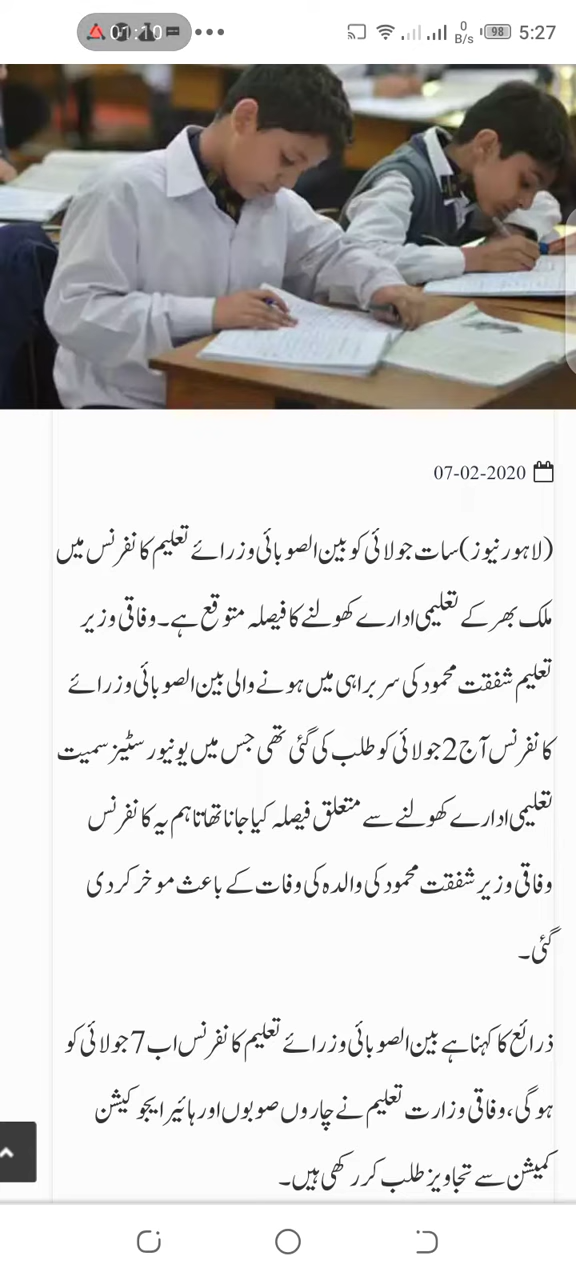 01:10
0 B/s
98
5:27
07-02-2020
(لاہور نیوز) سات جولائی کو بین الصوبائی وزرائے تعلیم کانفرنس میں
ملک بھر کے تعلیمی ادارے کھولنے کا فیصلہ متوقع ہے۔ وفاقی وزیر
تعلیم شفقت محمود کی سربراہی میں ہونے والی بین الصوبائی وزرائے
کانفرنس آج 2 جولائی کو طلب کی گئی تھی جس میں یونیورسٹیز سمیت
تعلیمی ادارے کھولنے سے متعلق فیصلہ کیا جانا تھا تاہم یہ کانفرنس
وفاقی وزیر شفقت محمود کی والدہ کی وفات کے باعث موخر کر دی
گئی۔
ذرائع کا کہنا ہے بین الصوبائی وزرائے تعلیم کانفرنس اب 7 جولائی کو
ہو گی، وفاقی وزارت تعلیم نے چاروں صوبوں اور ہائیر ایجوکیشن
کمیشن سے تجاویز طلب کر رکھی ہیں۔